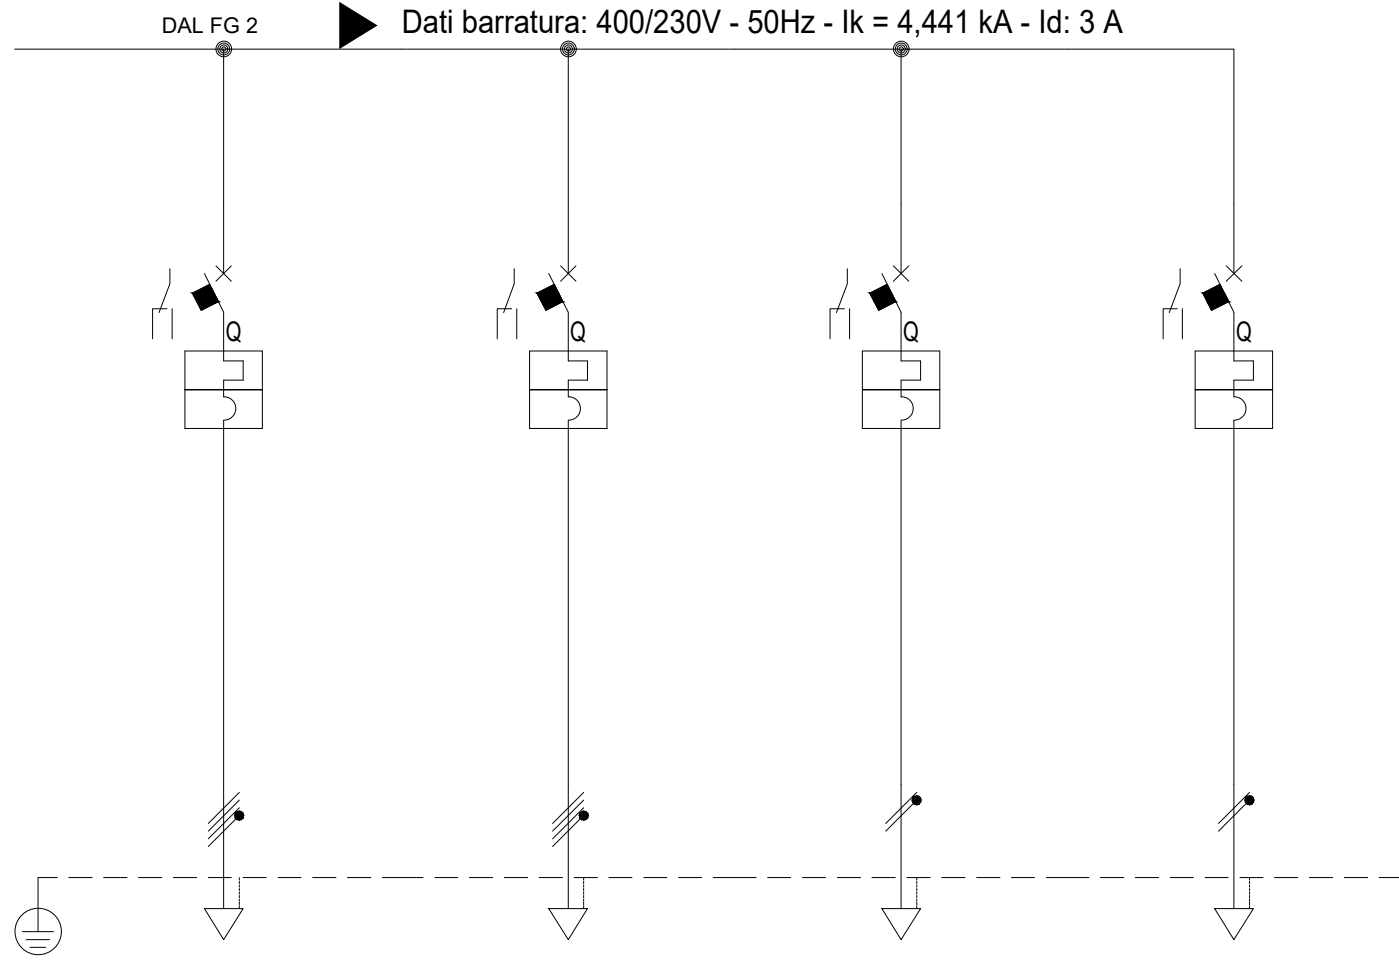 DAL FG 2
Dati barratura: 400/230V - 50Hz - Ik = 4,441 kA - Id: 3 A
Q
Q
Q
Q